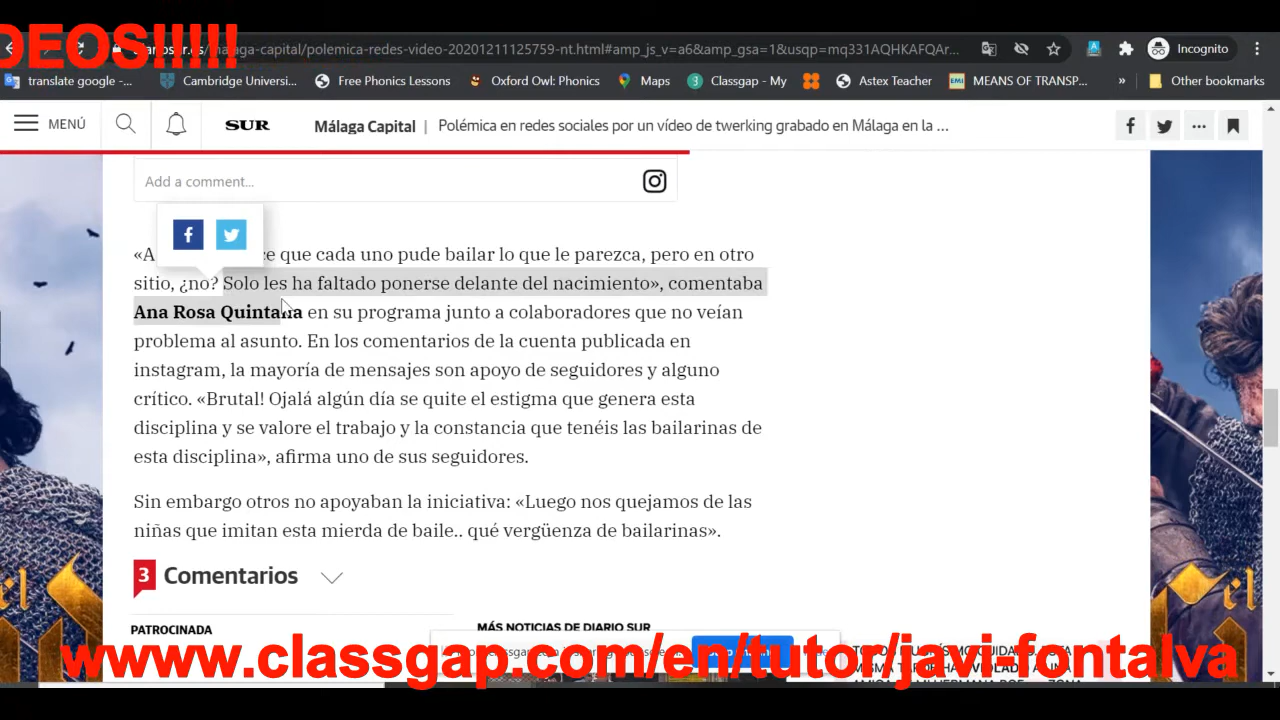 DEOS!!!!!
/malaga-capital/polemica-redes-video-20201211125759-nt.html#amp_js_v=a6&amp_gsa=1&usqp=mq331AQHKAFQAr...
Incognito
translate google -...
Cambridge Universi...
Free Phonics Lessons
Oxford Owl: Phonics
Maps
Classgap - My
Astex Teacher
EMI
MEANS OF TRANSP...
»
Other bookmarks
MENÚ
SUR
Málaga Capital | Polémica en redes sociales por un vídeo de twerking grabado en Málaga en la ...
Add a comment...
«A ce que cada uno pude bailar lo que le parezca, pero en otro
sitio, ¿no? Solo les ha faltado ponerse delante del nacimiento», comentaba
Ana Rosa Quintana en su programa junto a colaboradores que no veían
problema al asunto. En los comentarios de la cuenta publicada en
instagram, la mayoría de mensajes son apoyo de seguidores y alguno
crítico. «Brutal! Ojalá algún día se quite el estigma que genera esta
disciplina y se valore el trabajo y la constancia que tenéis las bailarinas de
esta disciplina», afirma uno de sus seguidores.
Sin embargo otros no apoyaban la iniciativa: «Luego nos quejamos de las
niñas que imitan esta mierda de baile.. qué vergüenza de bailarinas».
3 Comentarios
PATROCINADA
MÁS NOTICIAS DE DIARIO SUR
www.classgap.com/en/tutor/javi-fontalva